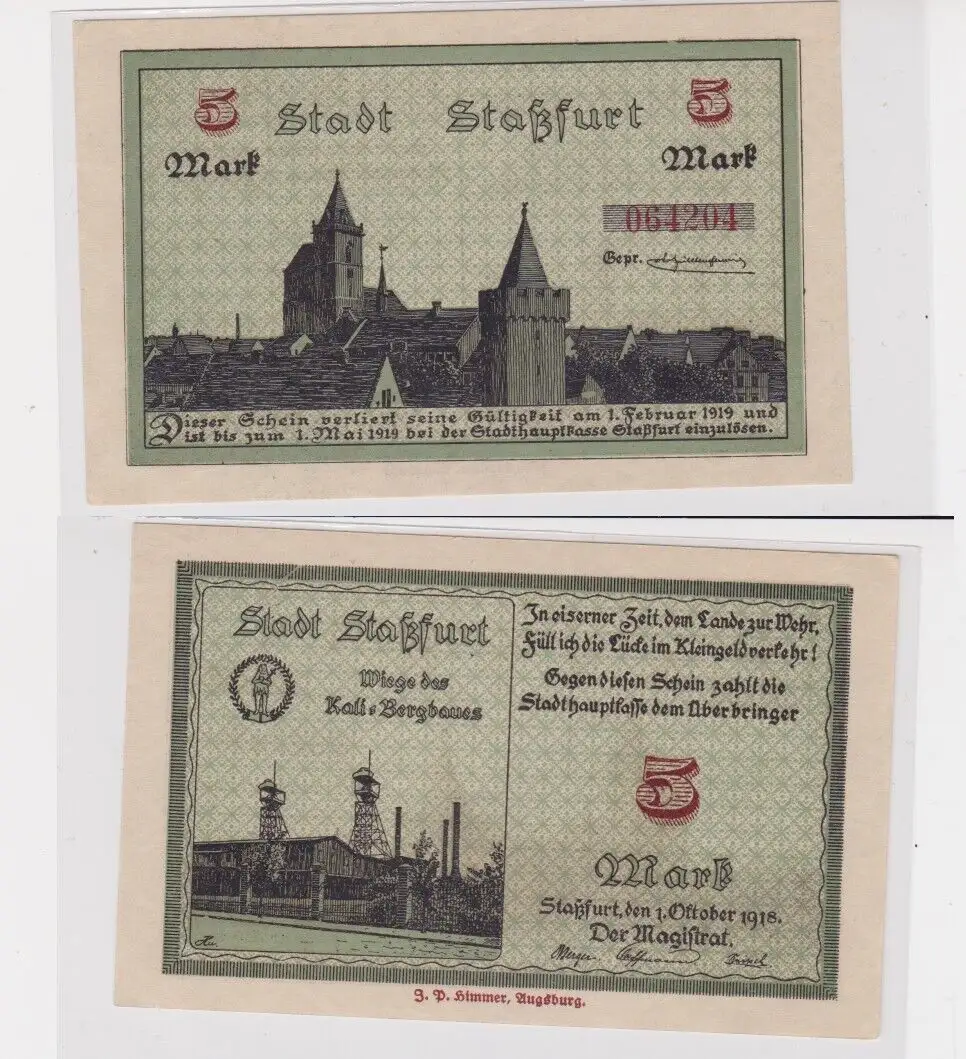 5 Stadt Staßfurt 5
Mark Mark
064204
Gepr.
Dieser Schein verliert seine Gültigkeit am 1. Februar 1919 und
ist bis zum 1. Mai 1919 bei der Stadthauptkasse Staßfurt einzulösen.
Stadt Staßfurt
Wiege des
Kali-Bergbaues
In eiserner Zeit, dem Lande zur Wehr,
Füll ich die Lücke im Kleingeldverkehr!
Gegen diesen Schein zahlt die
Stadthauptkasse dem Überbringer
5
Mark
Staßfurt, den 1. Oktober 1918.
Der Magistrat.
J. P. Himmer, Augsburg.